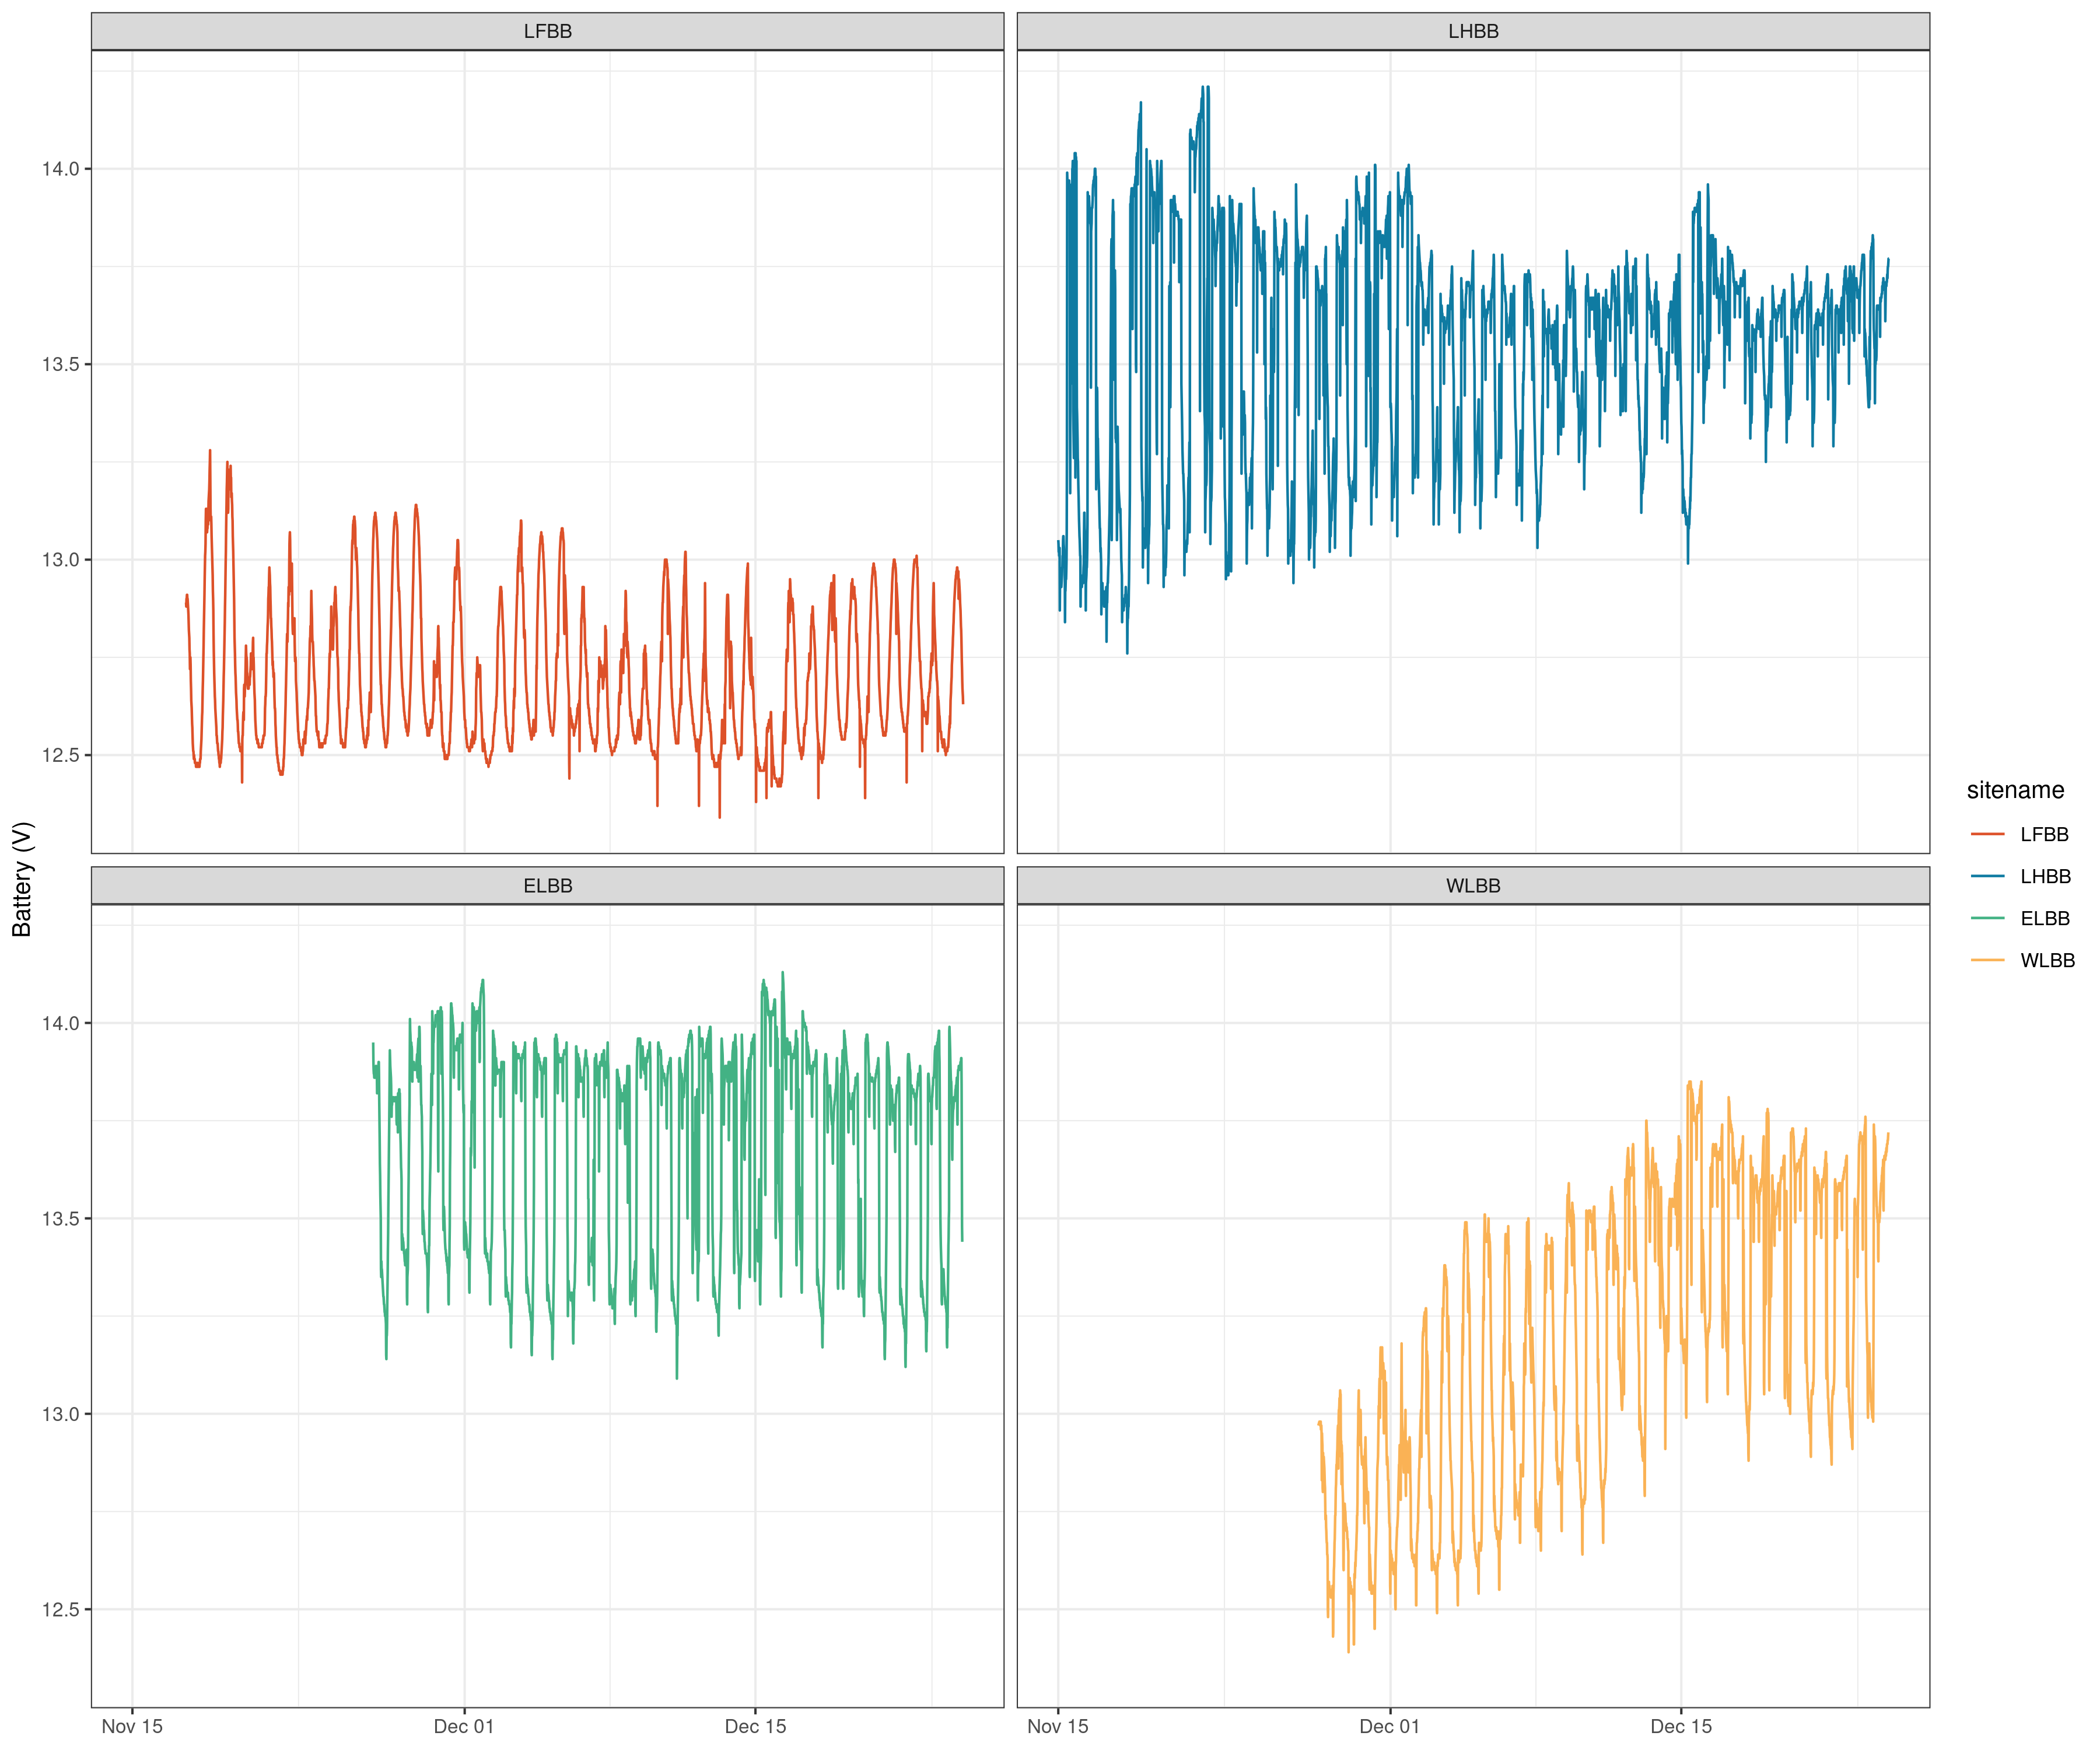 LFBB
LHBB
14.0
13.5
13.0
12.5
Battery (V)
ELBB
WLBB
14.0
13.5
13.0
12.5
Nov 15
Dec 01
Dec 15
Nov 15
Dec 01
Dec 15
sitename
LFBB
LHBB
ELBB
WLBB